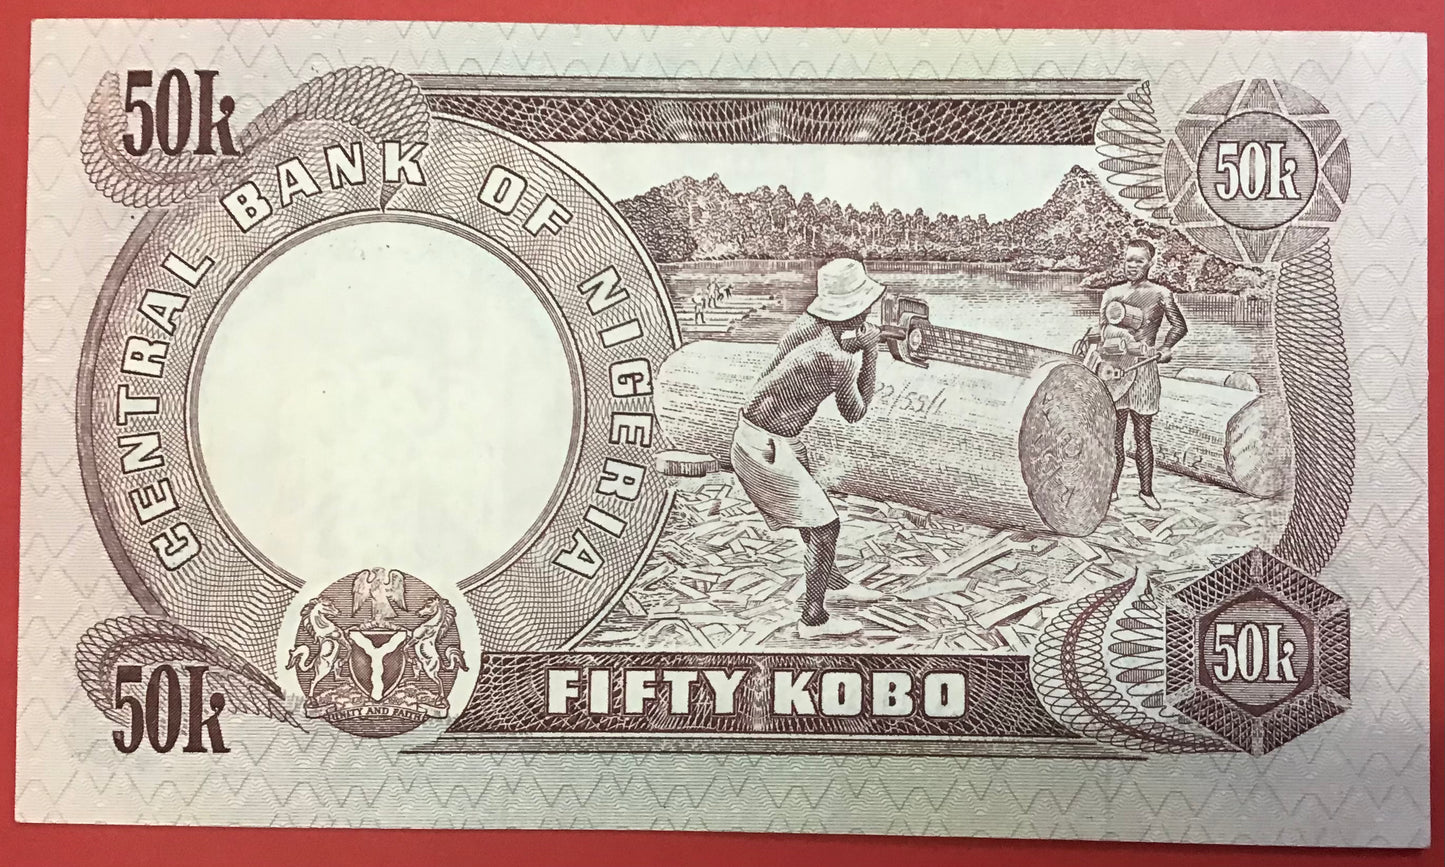 50k
CENTRAL BANK OF NIGERIA
50k
UNITY AND FAITH
50k
FIFTY KOBO
50k